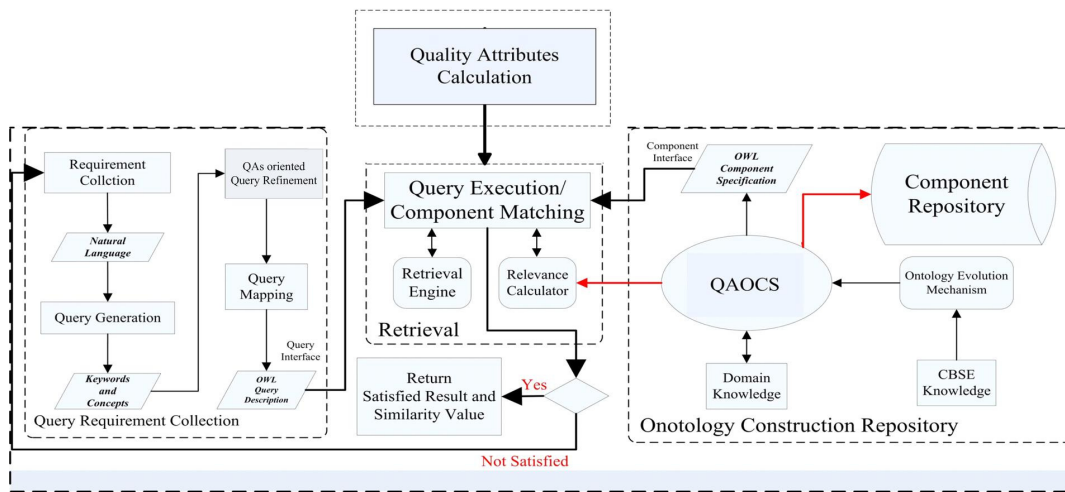 Quality Attributes
Calculation
Requirement
Collction
Natural
Language
Query Generation
Keywords
and
Concepts
QAs oriented
Query Refinement
Query
Mapping
Query
Interface
OWL
Query
Description
Query Requirement Collection
Query Execution/
Component Matching
Retrieval
Engine
Relevance
Calculator
Retrieval
Return
Satisfied Result and
Similarity Value
Yes
Not Satisfied
Component
Interface
OWL
Component
Specification
Component
Repository
QAOCS
Ontology Evolution
Mechanism
Domain
Knowledge
CBSE
Knowledge
Onotology Construction Repository